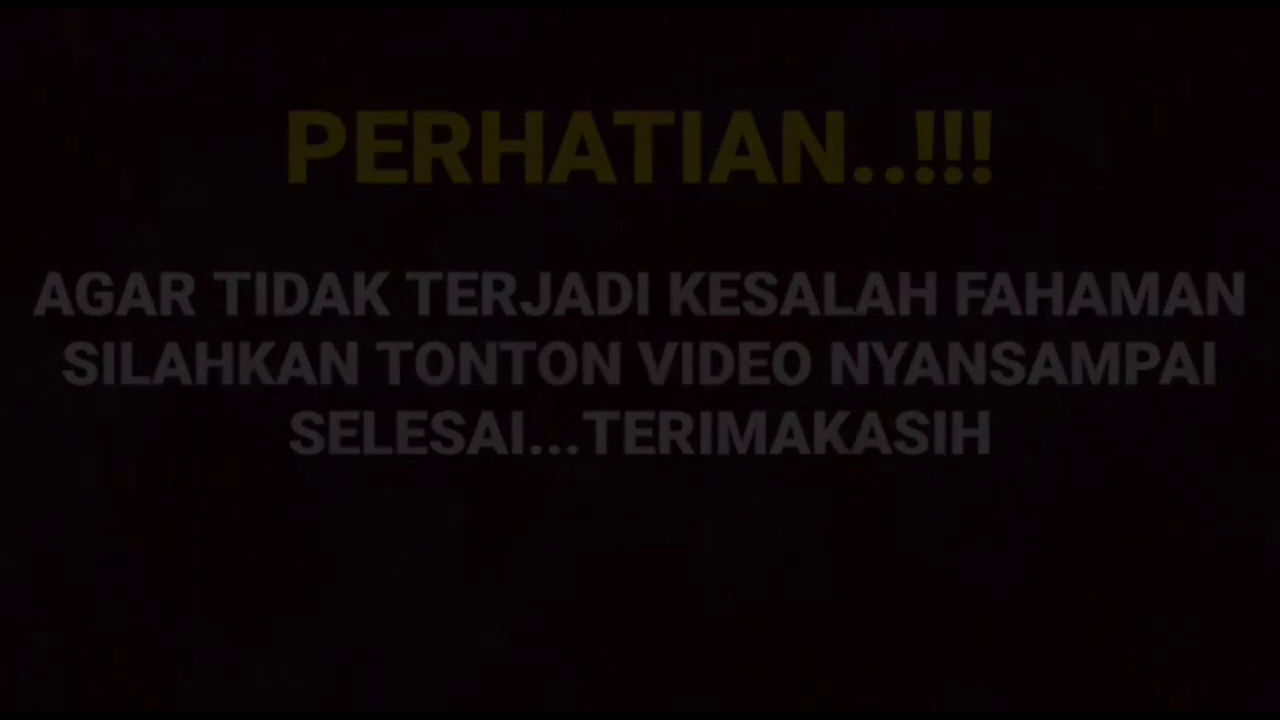 PERHATIAN..!!!
AGAR TIDAK TERJADI KESALAH FAHAMAN
SILAHKAN TONTON VIDEO NYANSAMPAI
SELESAI...TERIMAKASIH